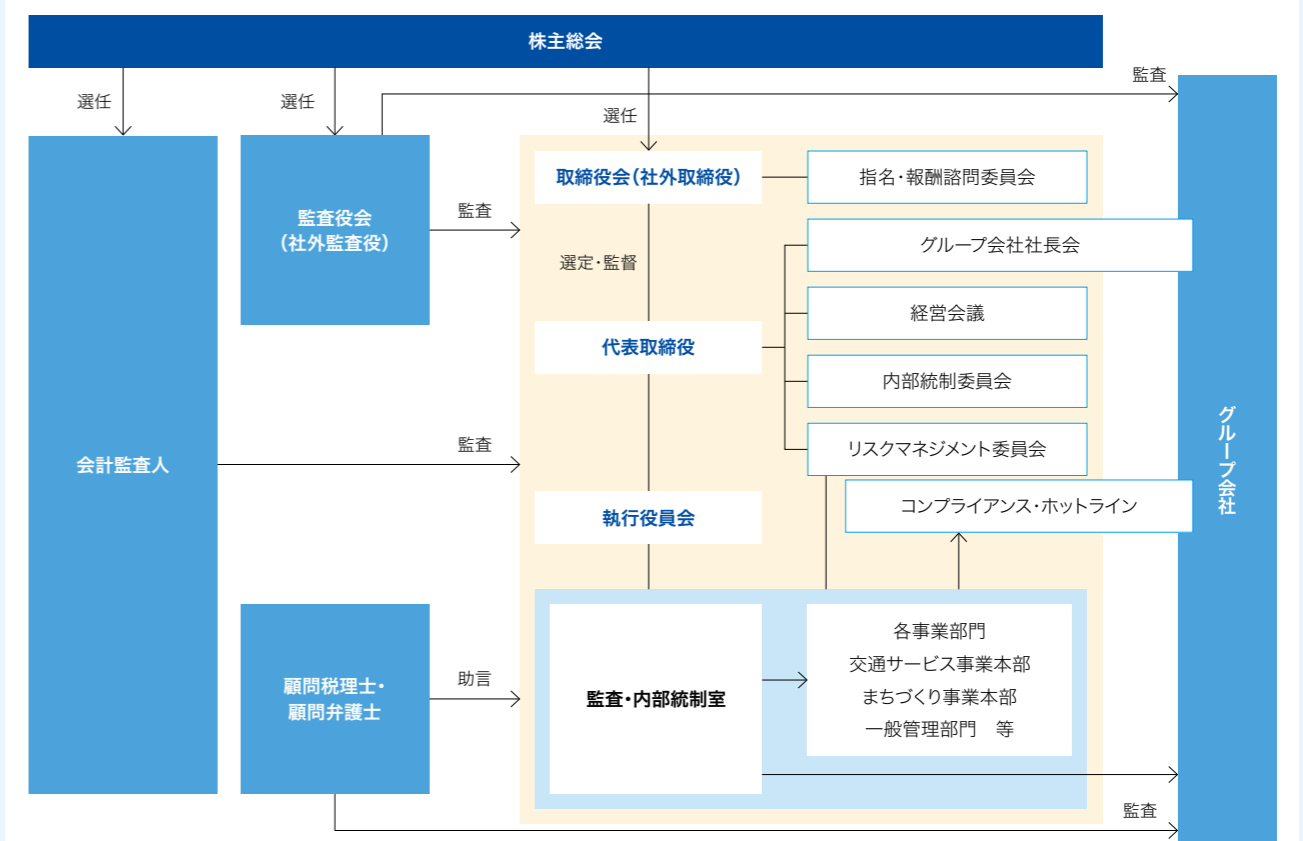 株主総会
選任
選任
選任
監査
会計監査人
監査役会
（社外監査役）
監査
取締役会（社外取締役）
指名・報酬諮問委員会
選定・監督
グループ会社社長会
代表取締役
経営会議
内部統制委員会
リスクマネジメント委員会
監査
執行役員会
コンプライアンス・ホットライン
グループ会社
顧問税理士・
顧問弁護士
助言
監査・内部統制室
各事業部門
交通サービス事業本部
まちづくり事業本部
一般管理部門　等
監査